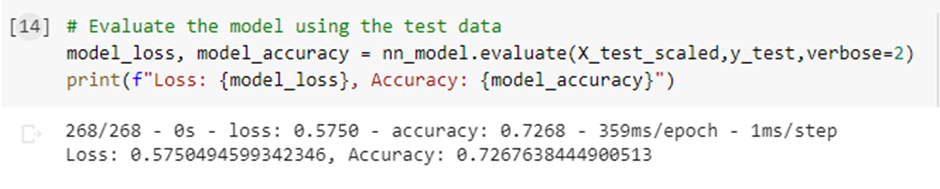 [14] # Evaluate the model using the test data
model_loss, model_accuracy = nn_model.evaluate(X_test_scaled,y_test,verbose=2)
print(f"Loss: {model_loss}, Accuracy: {model_accuracy}")
268/268 - 0s - loss: 0.5750 - accuracy: 0.7268 - 359ms/epoch - 1ms/step
Loss: 0.5750494599342346, Accuracy: 0.7267638444900513